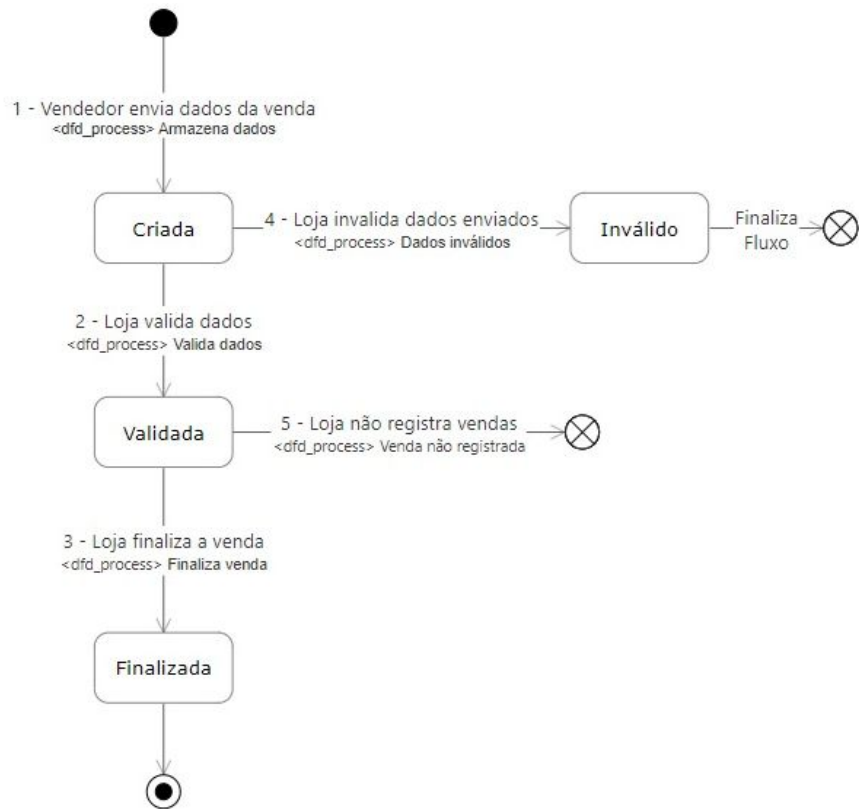 1 - Vendedor envia dados da venda
<dfd_process> Armazena dados
Criada
4 - Loja invalida dados enviados
<dfd_process> Dados inválidos
Inválido
Finaliza
Fluxo
2 - Loja valida dados
<dfd_process> Valida dados
Validada
5 - Loja não registra vendas
<dfd_process> Venda não registrada
3 - Loja finaliza a venda
<dfd_process> Finaliza venda
Finalizada